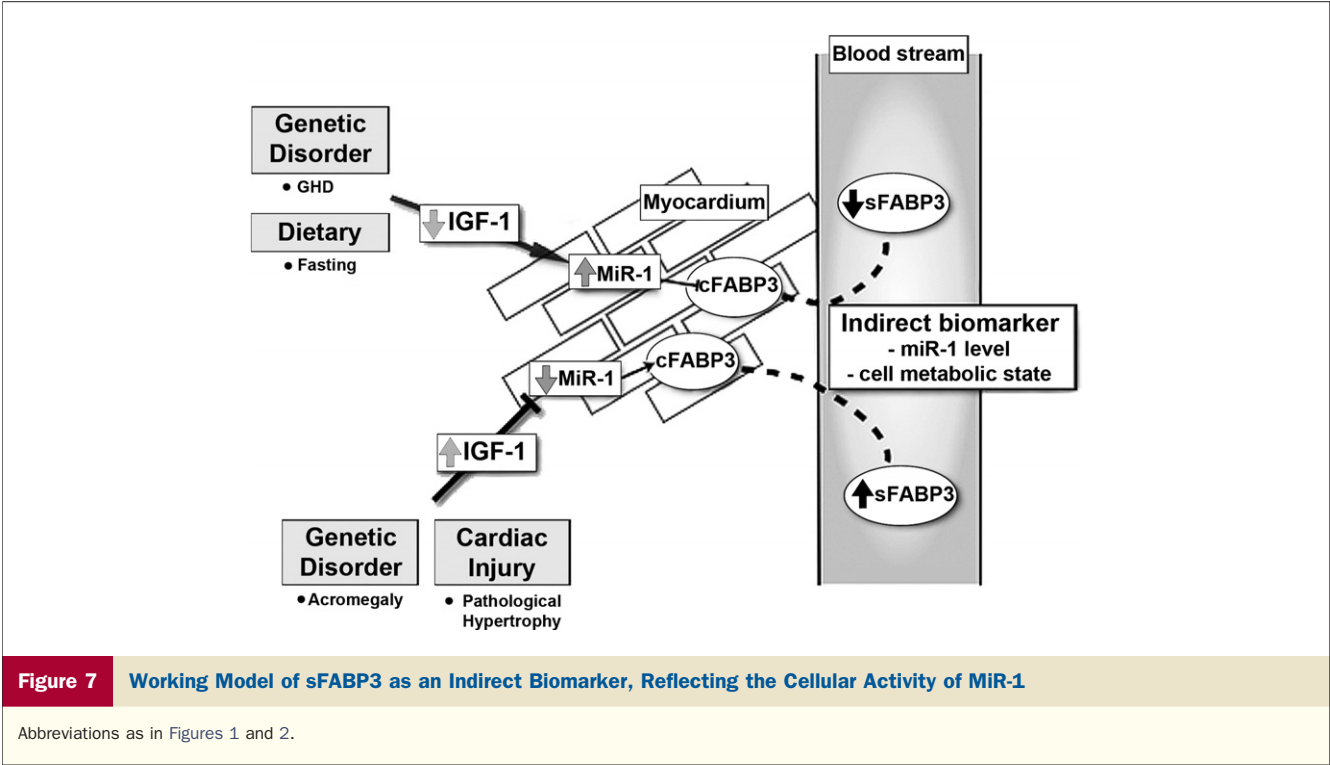 Blood stream
Genetic
Disorder
• GHD
Dietary
• Fasting
IGF-1
Myocardium
MiR-1
cFABP3
sFABP3
Indirect biomarker
- miR-1 level
- cell metabolic state
MiR-1
cFABP3
IGF-1
sFABP3
Genetic
Disorder
• Acromegaly
Cardiac
Injury
• Pathological
Hypertrophy
Figure 7 Working Model of sFABP3 as an Indirect Biomarker, Reflecting the Cellular Activity of MiR-1
Abbreviations as in Figures 1 and 2.